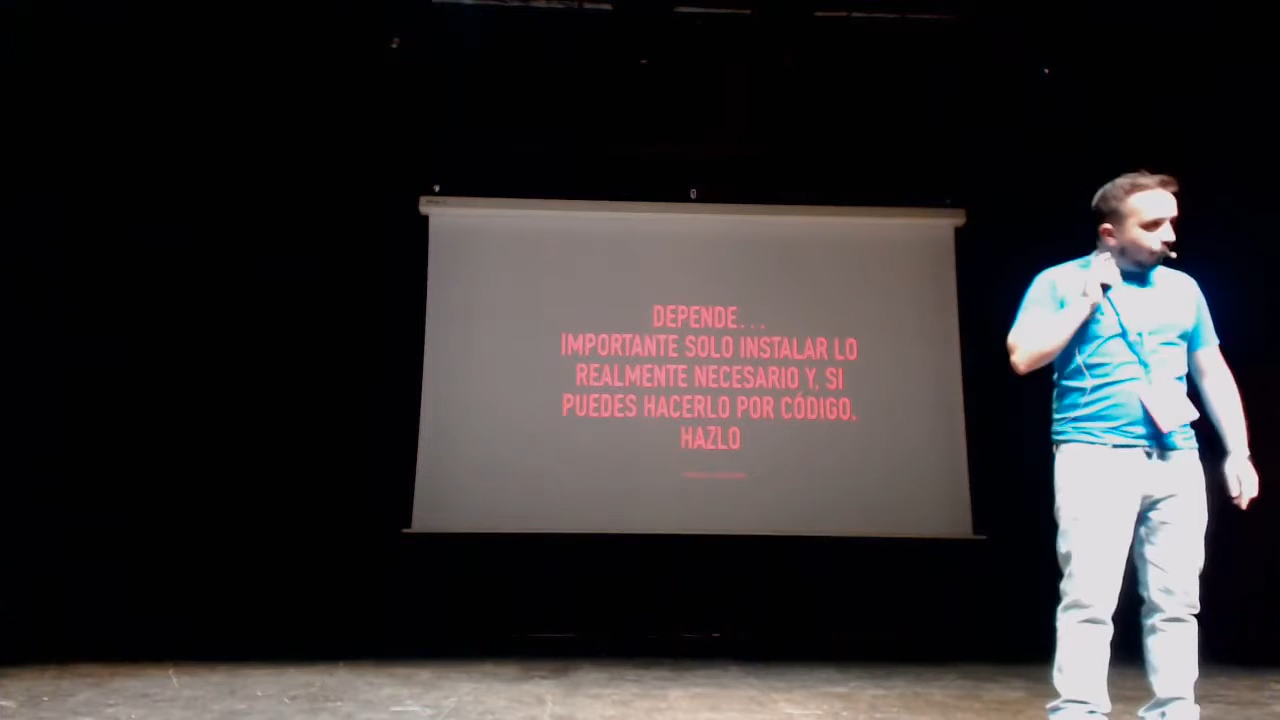 DEPENDE...
IMPORTANTE SOLO INSTALAR LO
REALMENTE NECESARIO Y, SI
PUEDES HACERLO POR CÓDIGO,
HAZLO